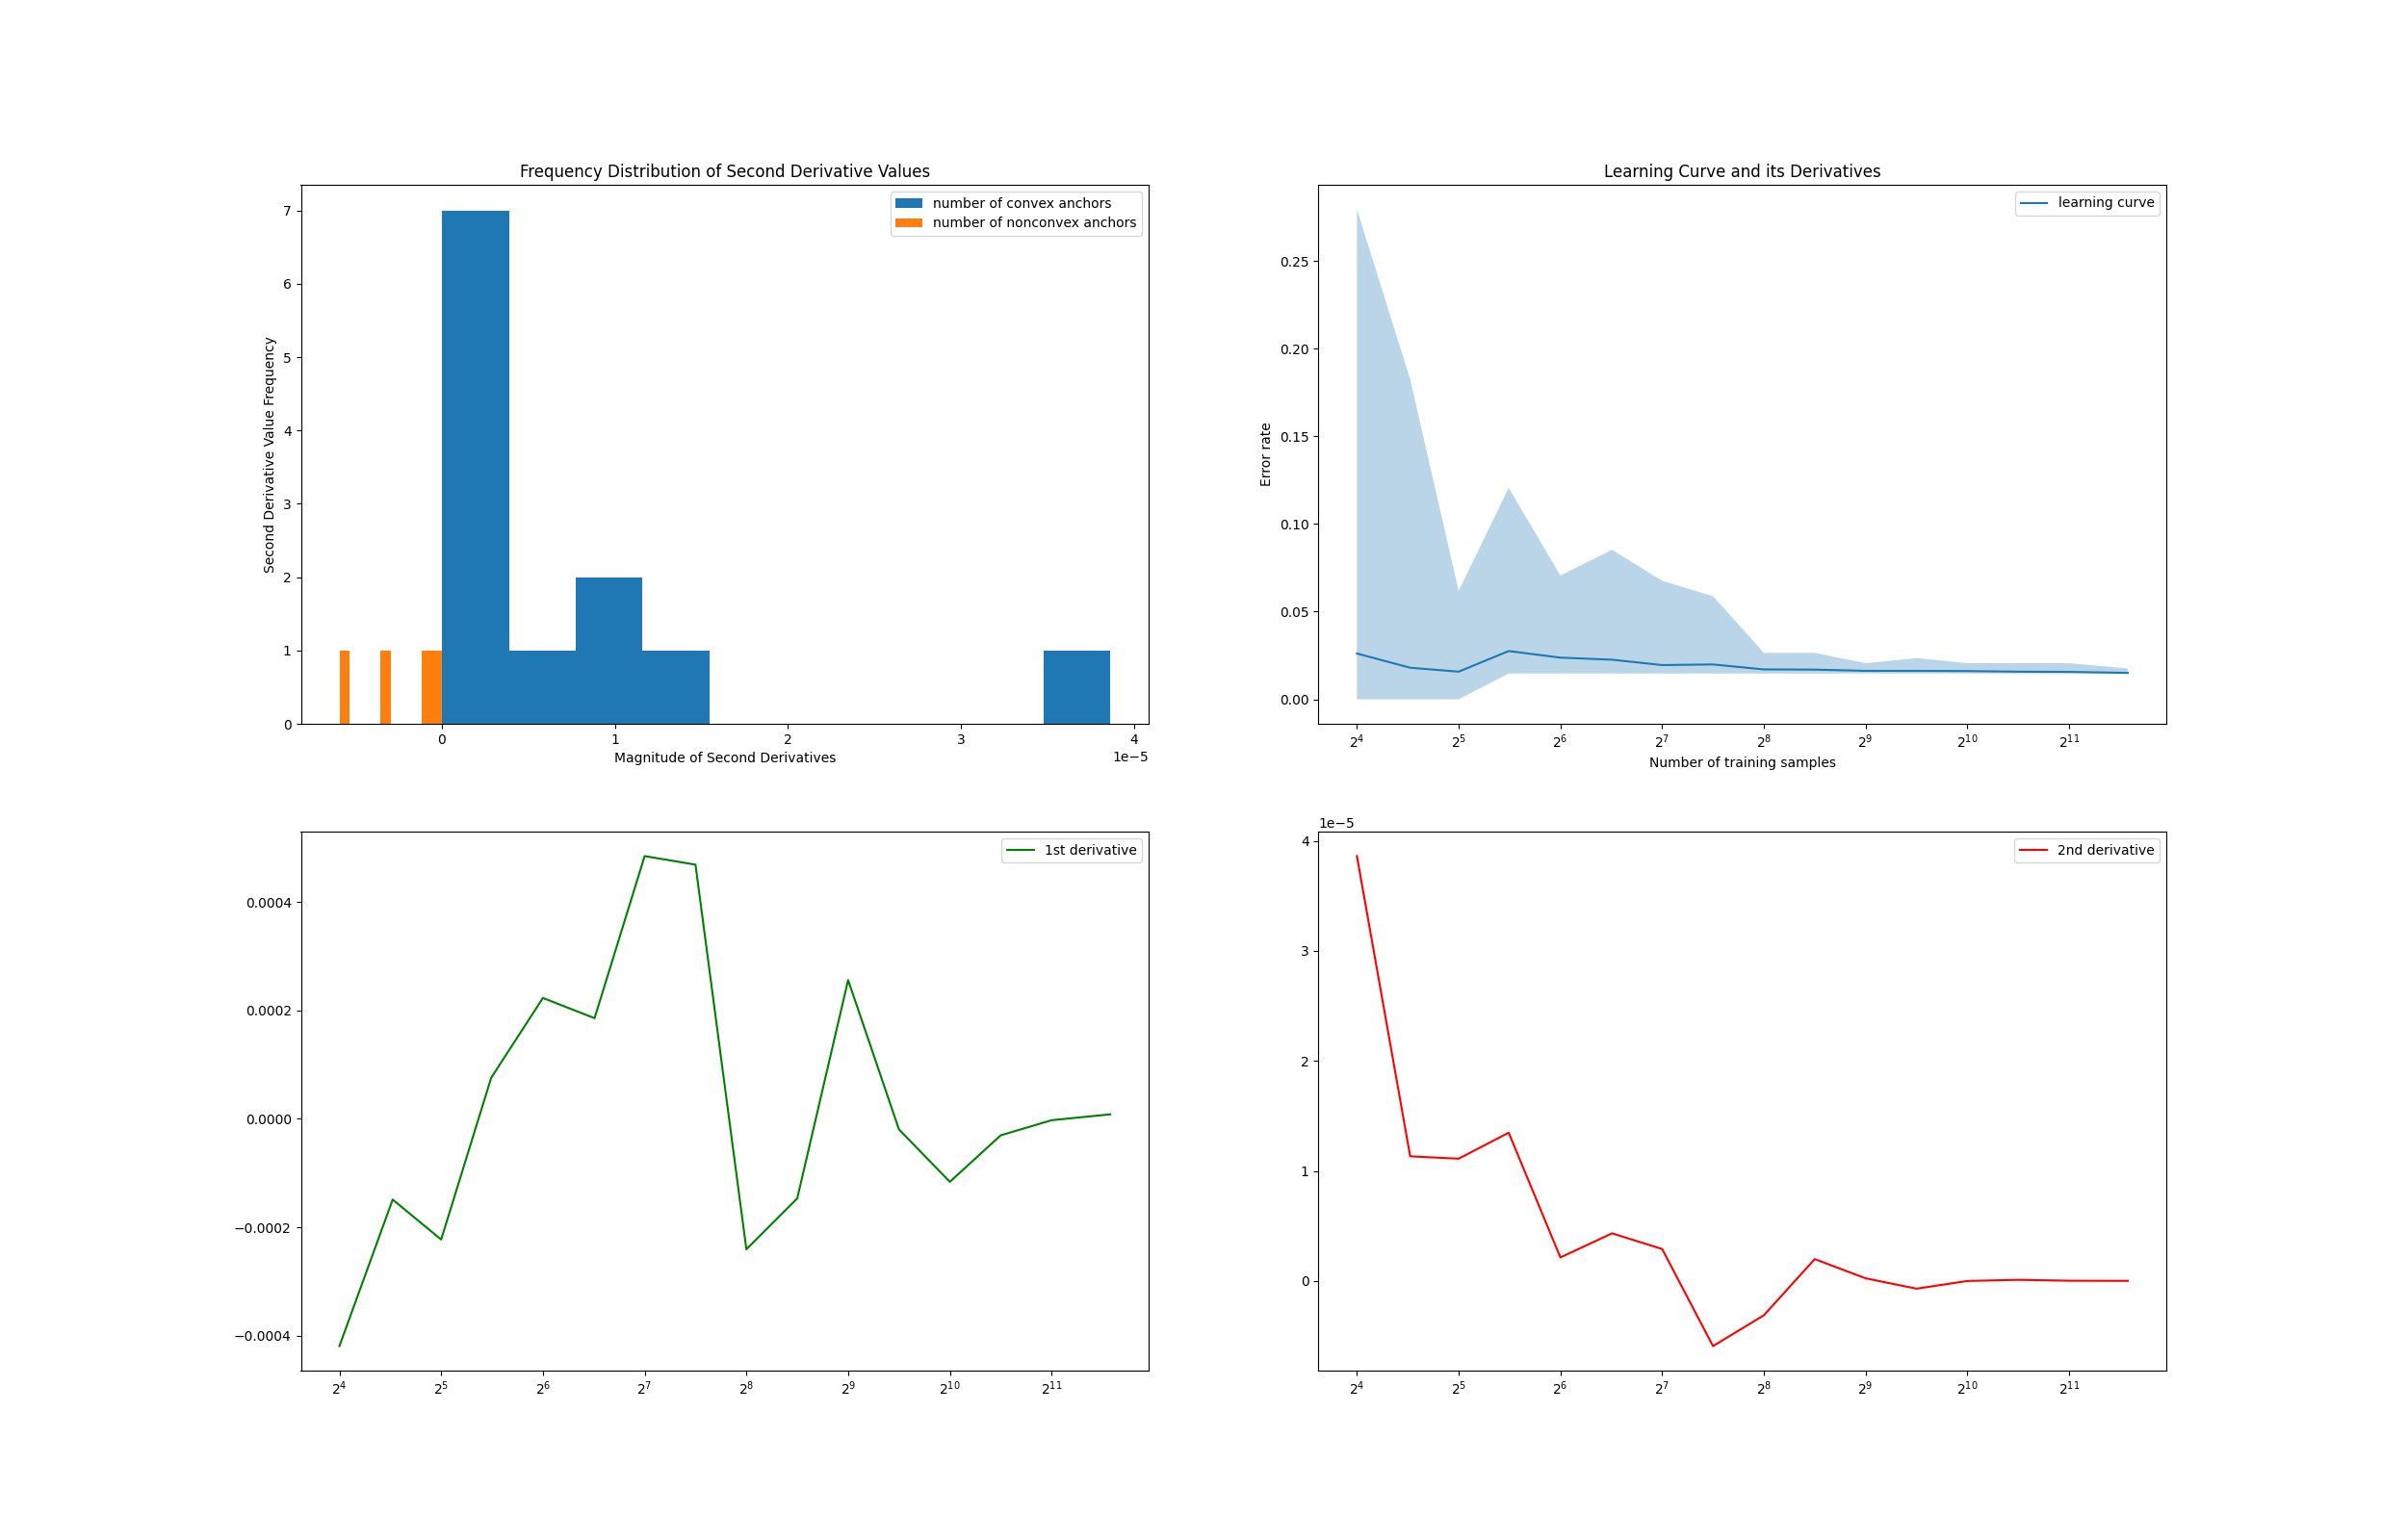 Frequency Distribution of Second Derivative Values
number of convex anchors
number of nonconvex anchors
Second Derivative Value Frequency
7
6
5
4
3
2
1
0
0 1 2 3 4
1e−5
Magnitude of Second Derivatives
Learning Curve and its Derivatives
learning curve
Error rate
0.25
0.20
0.15
0.10
0.05
0.00
2^4 2^5 2^6 2^7 2^8 2^9 2^10 2^11
Number of training samples
1st derivative
0.0004
0.0002
0.0000
−0.0002
−0.0004
2^4 2^5 2^6 2^7 2^8 2^9 2^10 2^11
1e−5
2nd derivative
4
3
2
1
0
2^4 2^5 2^6 2^7 2^8 2^9 2^10 2^11